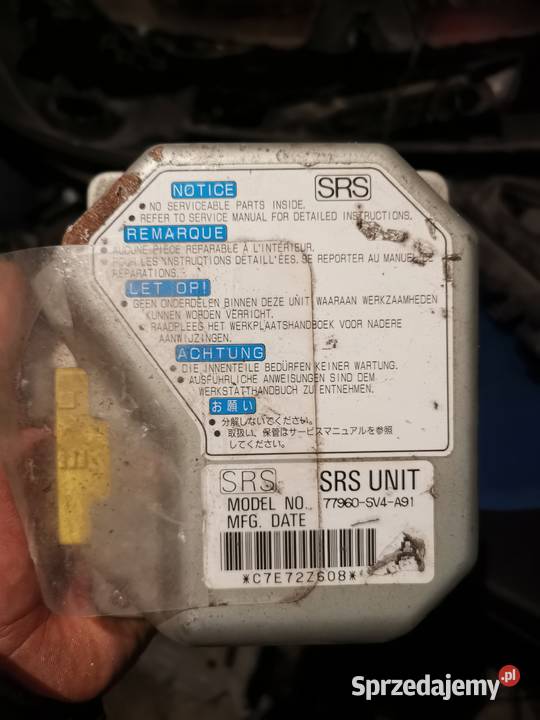 NOTICE SRS
• NO SERVICEABLE PARTS INSIDE.
• REFER TO SERVICE MANUAL FOR DETAILED INSTRUCTIONS.
REMARQUE
• AUCUNE PIECE REPARABLE À L'INTÉRIEUR.
• POUR LES INSTRUCTIONS DÉTAILLÉES, SE REPORTER AU MANUEL DE
RÉPARATIONS.
LET OP!
• GEEN ONDERDELEN BINNEN DEZE UNIT WAARAAN WERKZAAMHEDEN
KUNNEN WORDEN VERRICHT.
• RAADPLEEG HET WERKPLAATSHANDBOEK VOOR NADERE
AANWIJZINGEN.
ACHTUNG
• DIE INNENTEILE BEDÜRFEN KEINER WARTUNG.
• AUSFÜHRLICHE ANWEISUNGEN SIND DEM
WERKSTATTHANDBUCH ZU ENTNEHMEN.
お願い
• 分解しないでください。
• 取扱い、保管はサービスマニュアルを参照
してください。
SRS SRS UNIT
MODEL NO. 77960-SV4-A91
MFG. DATE
*C7E72Z608*
Sprzedajemy.pl